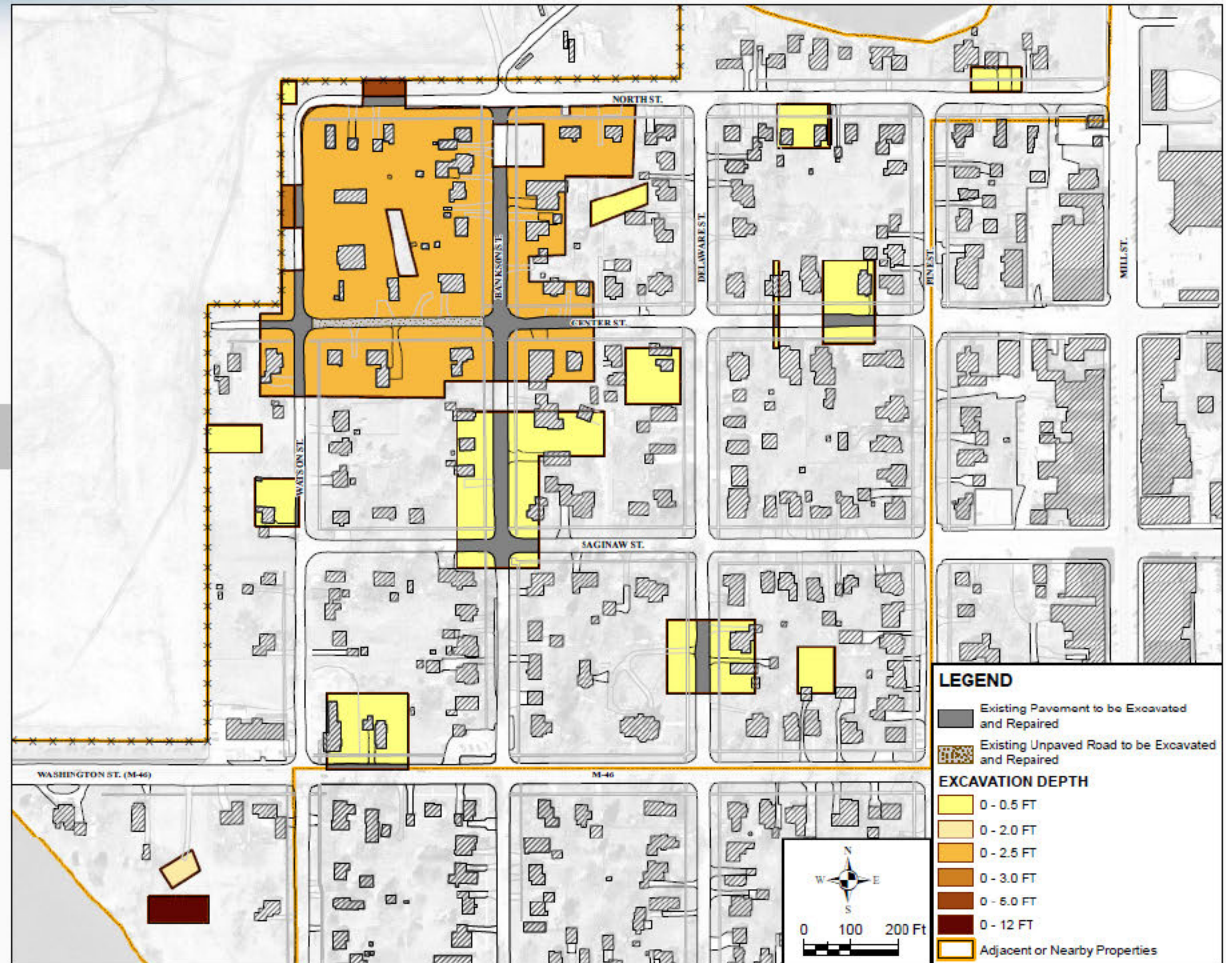 NORTH ST.
BANKSON ST.
DELAWARE ST.
PINE ST.
MILL ST.
CENTER ST.
WATSON ST.
SAGINAW ST.
WASHINGTON ST. (M-46)
M-46
LEGEND
Existing Pavement to be Excavated
and Repaired
Existing Unpaved Road to be Excavated
and Repaired
EXCAVATION DEPTH
0 - 0.5 FT
0 - 2.0 FT
0 - 2.5 FT
0 - 3.0 FT
0 - 5.0 FT
0 - 12 FT
Adjacent or Nearby Properties
N
W E
S
0 100 200 Ft